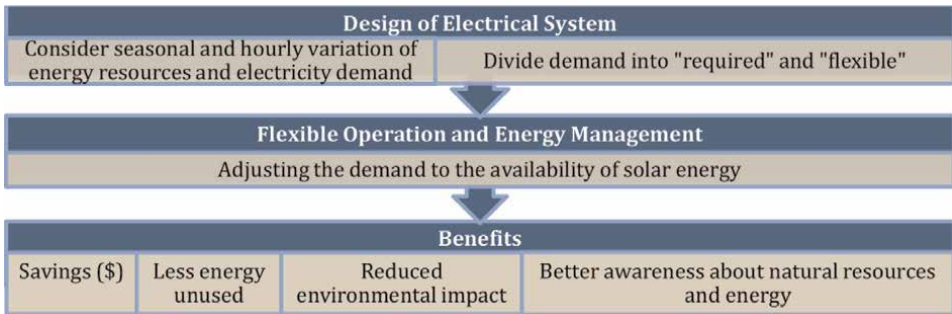 Design of Electrical System
Consider seasonal and hourly variation of
energy resources and electricity demand
Divide demand into "required" and "flexible"
Flexible Operation and Energy Management
Adjusting the demand to the availability of solar energy
Benefits
Savings ($)
Less energy
unused
Reduced
environmental impact
Better awareness about natural resources
and energy